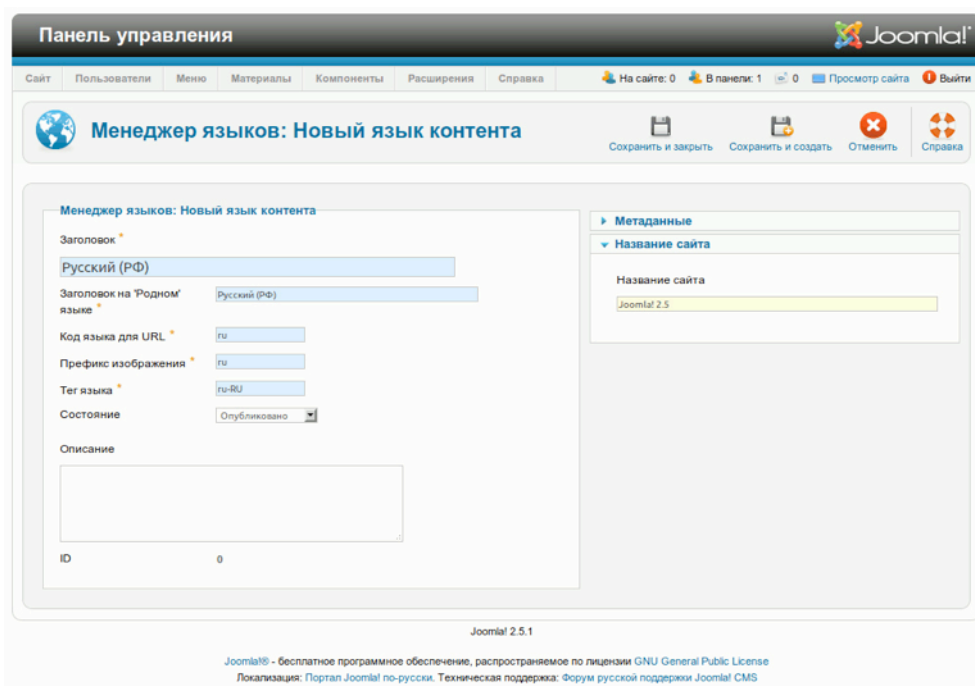 Панель управления
Joomla!
Сайт Пользователи Меню Материалы Компоненты Расширения Справка На сайте: 0 В панели: 1 0 Просмотр сайта Выйти
Менеджер языков: Новый язык контента
Сохранить и закрыть Сохранить и создать Отменить Справка
Менеджер языков: Новый язык контента
Заголовок *
Русский (РФ)
Заголовок на 'Родном' языке *
Русский (РФ)
Код языка для URL * ru
Префикс изображения * ru
Тег языка * ru-RU
Состояние Опубликовано
Описание
ID 0
Метаданные
Название сайта
Название сайта
Joomla! 2.5
Joomla! 2.5.1
Joomla!® - бесплатное программное обеспечение, распространяемое по лицензии GNU General Public License
Локализация: Портал Joomla! по-русски. Техническая поддержка: Форум русской поддержки Joomla! CMS